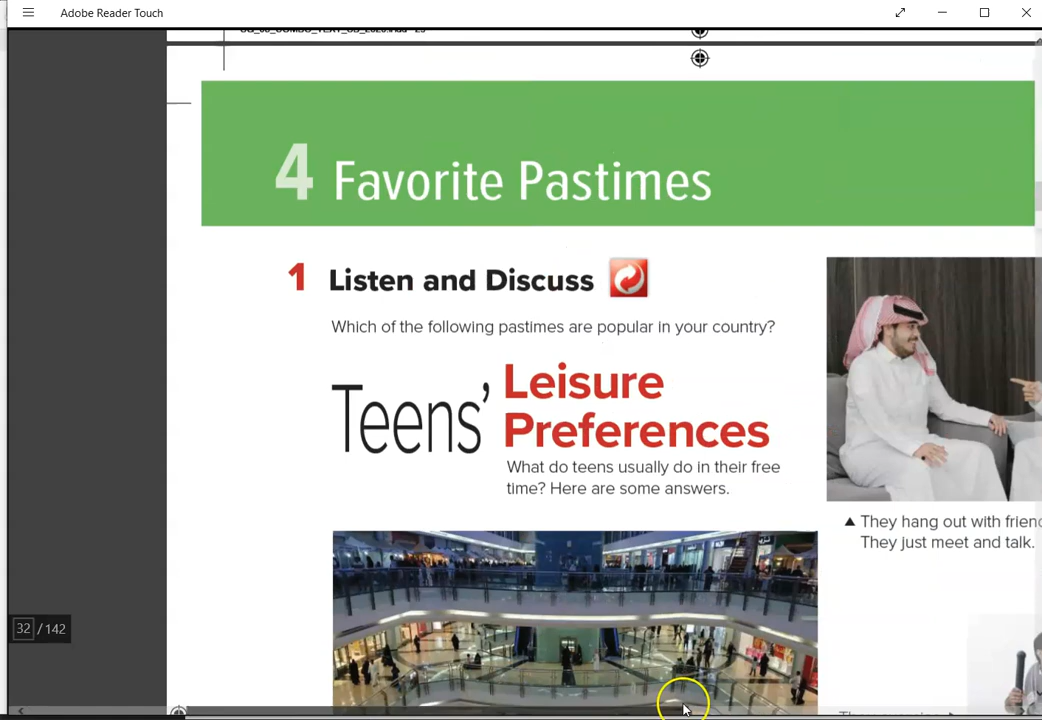 Adobe Reader Touch
4 Favorite Pastimes
1 Listen and Discuss
Which of the following pastimes are popular in your country?
Teens' Leisure
Preferences
What do teens usually do in their free
time? Here are some answers.
▲ They hang out with frien
They just meet and talk.
32 / 142